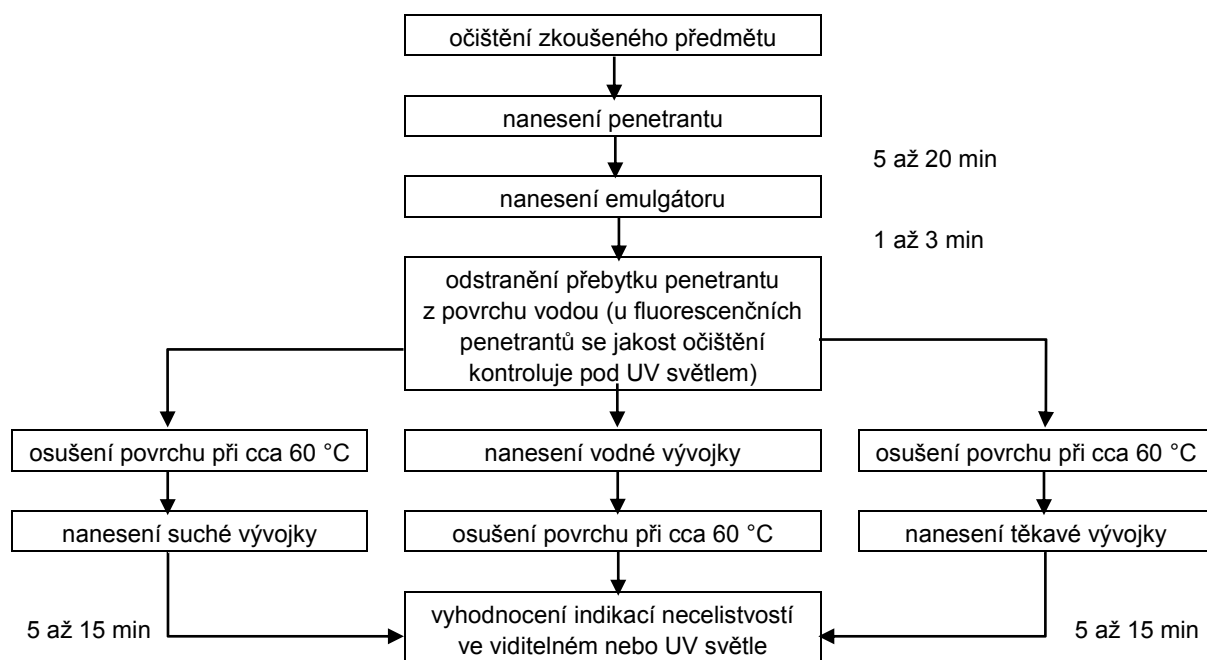 očištění zkoušeného předmětu
nanesení penetrantu
5 až 20 min
nanesení emulgátoru
1 až 3 min
odstranění přebytku penetrantu
z povrchu vodou (u fluorescenčních
penetrantů se jakost očištění
kontroluje pod UV světlem)
osušení povrchu při cca 60 °C
nanesení vodné vývojky
osušení povrchu při cca 60 °C
nanesení suché vývojky
osušení povrchu při cca 60 °C
nanesení těkavé vývojky
5 až 15 min
vyhodnocení indikací necelistvostí
ve viditelném nebo UV světle
5 až 15 min